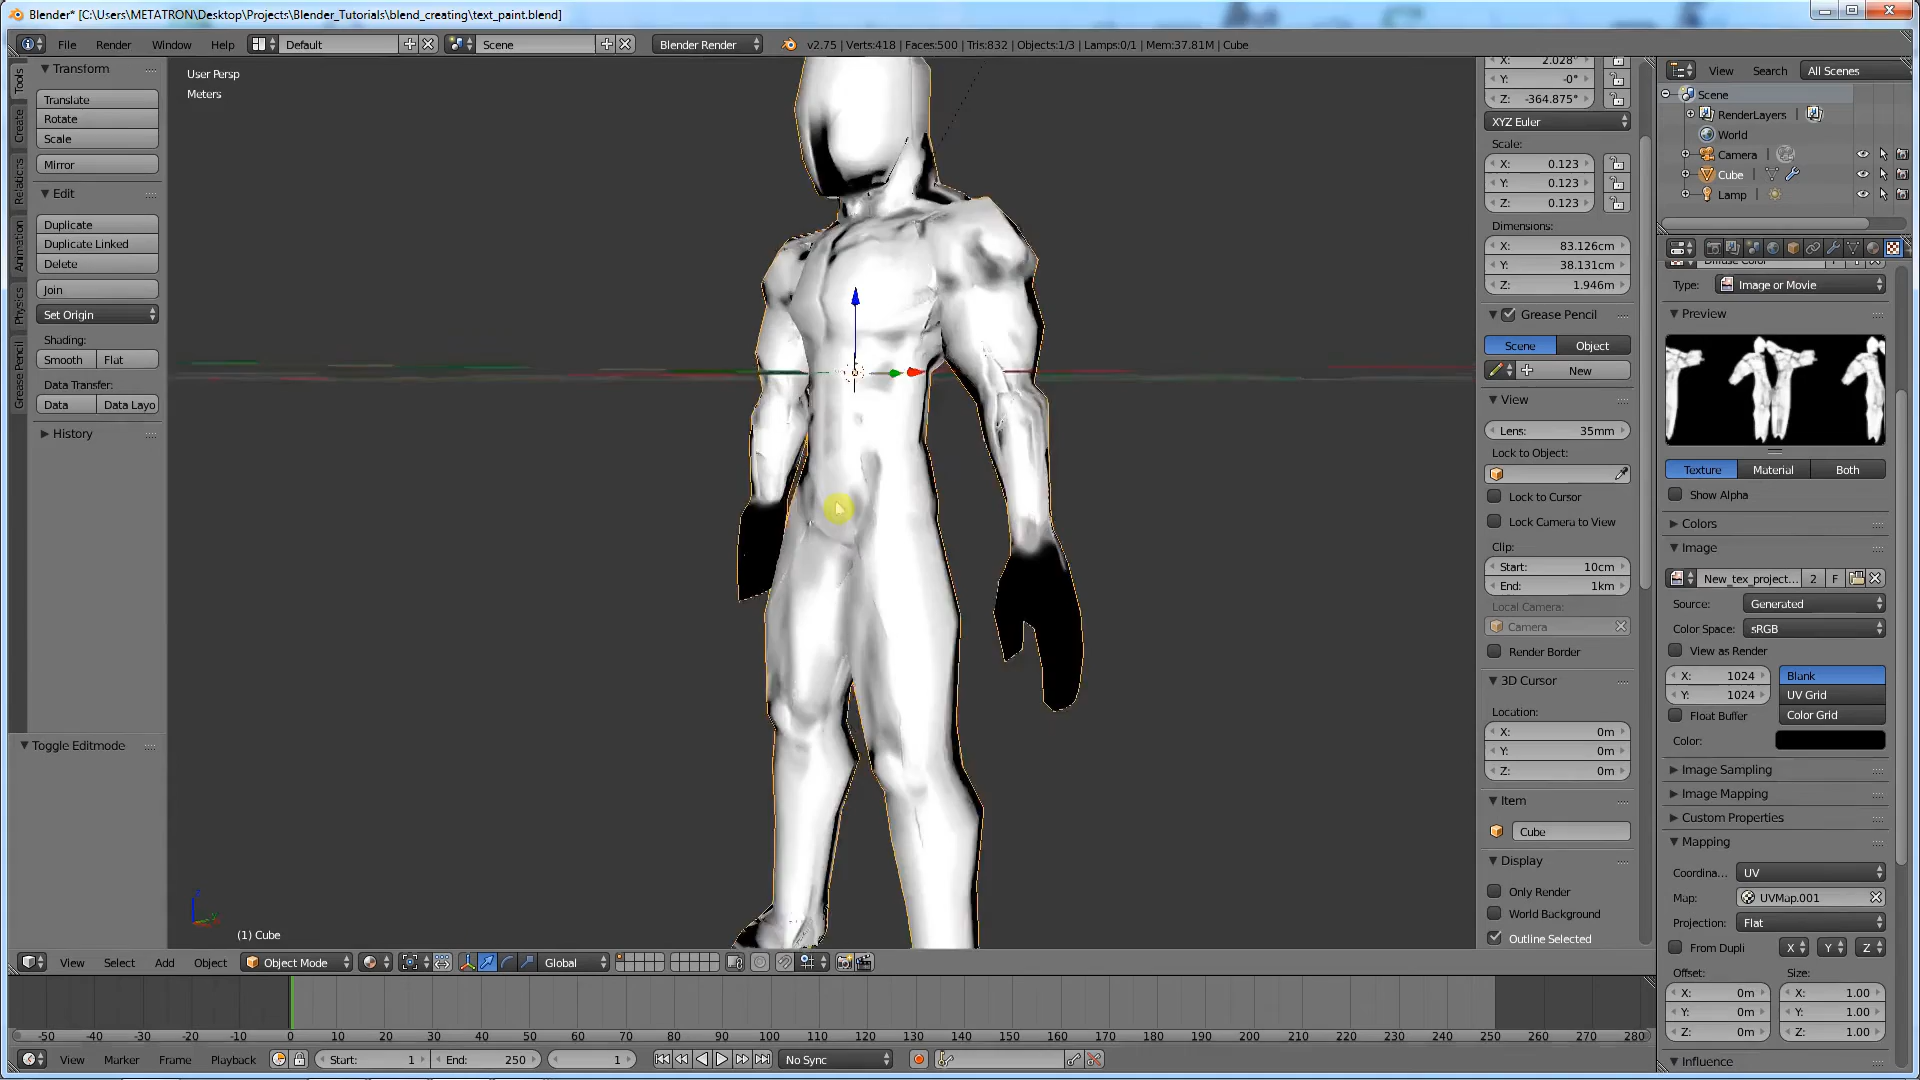 Blender* [C:\Users\METATRON\Desktop\Projects\Blender_Tutorials\blend_creating\text_paint.blend]
File Render Window Help Default Scene Blender Render v2.75 | Verts:418 | Faces:500 | Tris:832 | Objects:1/3 | Lamps:0/1 | Mem:37.81M | Cube
Tools
Create
Relations
Animation
Physics
Grease Pencil
Transform
Translate
Rotate
Scale
Mirror
Edit
Duplicate
Duplicate Linked
Delete
Join
Set Origin
Shading:
Smooth Flat
Data Transfer:
Data Data Layo
History
Toggle Editmode
User Persp
Meters
(1) Cube
X: 2.028°
Y: -0°
Z: -364.875°
XYZ Euler
Scale:
X: 0.123
Y: 0.123
Z: 0.123
Dimensions:
X: 83.126cm
Y: 38.131cm
Z: 1.946m
Grease Pencil
Scene Object
New
View
Lens: 35mm
Lock to Object:
Lock to Cursor
Lock Camera to View
Clip:
Start: 10cm
End: 1km
Local Camera:
Camera
Render Border
3D Cursor
Location:
X: 0m
Y: 0m
Z: 0m
Item
Cube
Display
Only Render
World Background
Outline Selected
View Search All Scenes
Scene
RenderLayers
World
Camera
Cube
Lamp
Diffuse Color
Type: Image or Movie
Preview
Texture Material Both
Show Alpha
Colors
Image
New_tex_project... 2 F
Source: Generated
Color Space: sRGB
View as Render
X: 1024 Blank
Y: 1024 UV Grid
Float Buffer Color Grid
Color:
Image Sampling
Image Mapping
Custom Properties
Mapping
Coordina... UV
Map: UVMap.001
Projection: Flat
From Dupli X Y Z
Offset: Size:
X: 0m X: 1.00
Y: 0m Y: 1.00
Z: 0m Z: 1.00
Influence
View Select Add Object Object Mode Global
-50 -40 -30 -20 -10 0 10 20 30 40 50 60 70 80 90 100 110 120 130 140 150 160 170 180 190 200 210 220 230 240 250 260 270 280
View Marker Frame Playback Start: 1 End: 250 1 No Sync